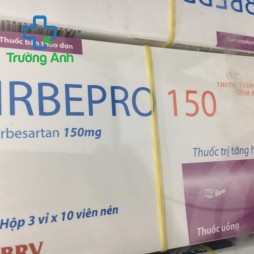 Trường Anh
Thuốc bán theo đơn
IRBEPRO 150
Irbesartan 150mg
Thuốc trị tăng h
Hộp 3 vỉ x 10 viên nén
Thuốc uống
BRV